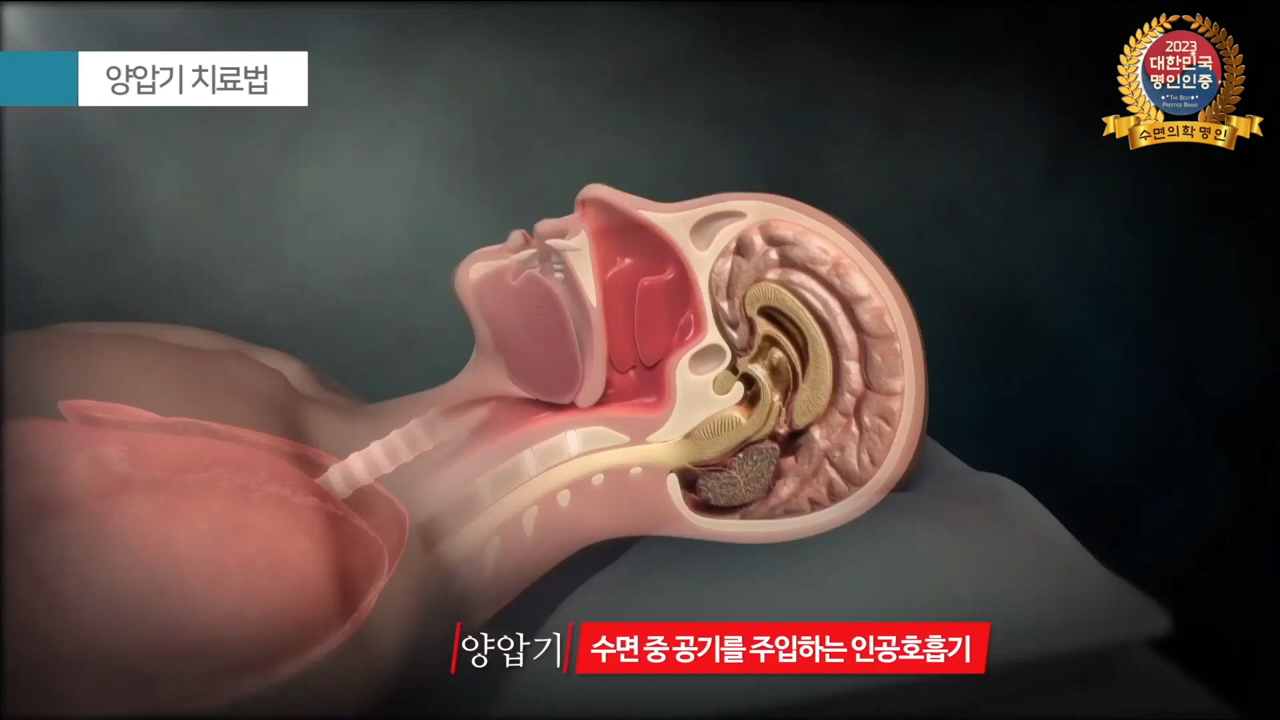 양압기 치료법
2023
대한민국
명인인증
★★THE BEST★★
PRESTIGE BRAND
수면의학명인
양압기
수면 중 공기를 주입하는 인공호흡기